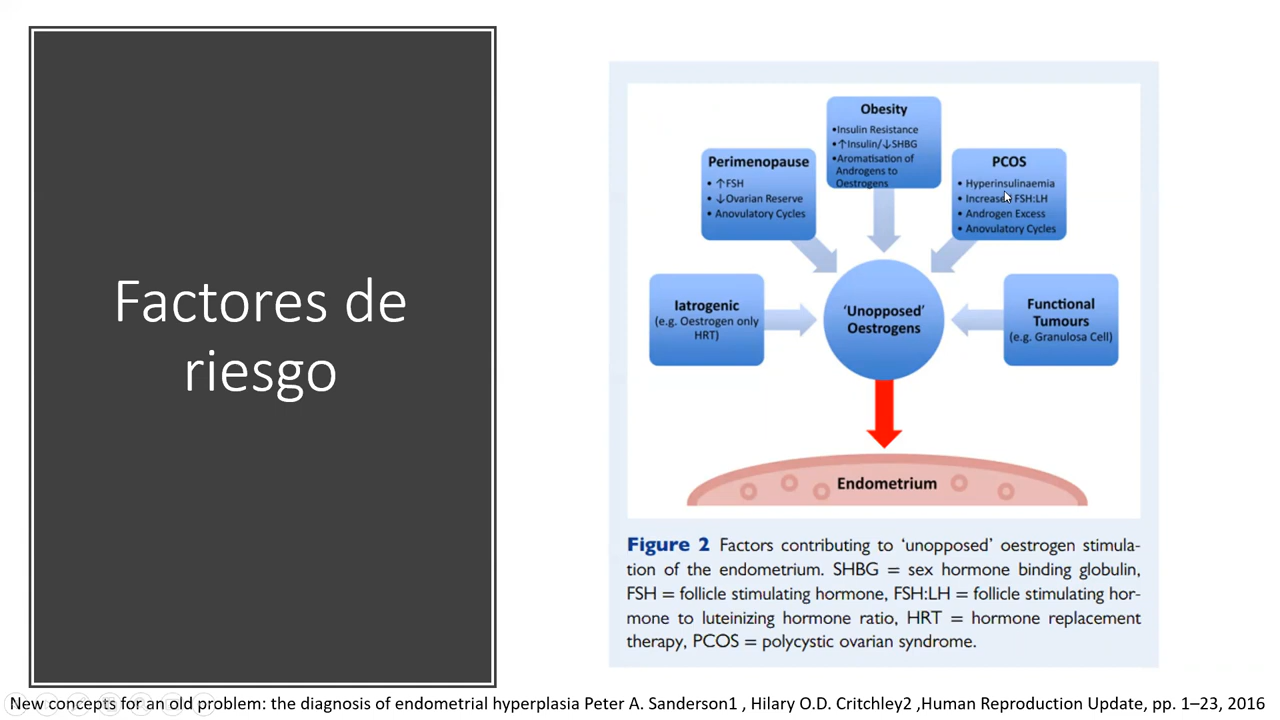 Factores de
riesgo
Obesity
•Insulin Resistance
•↑Insulin/↓SHBG
•Aromatisation of
Androgens to
Oestrogens
Perimenopause
• ↑FSH
• ↓Ovarian Reserve
• Anovulatory Cycles
PCOS
• Hyperinsulinaemia
• Increased FSH:LH
• Androgen Excess
• Anovulatory Cycles
Iatrogenic
(e.g. Oestrogen only
HRT)
‘Unopposed’
Oestrogens
Functional
Tumours
(e.g. Granulosa Cell)
Endometrium
Figure 2 Factors contributing to ‘unopposed’ oestrogen stimula-
tion of the endometrium. SHBG = sex hormone binding globulin,
FSH = follicle stimulating hormone, FSH:LH = follicle stimulating hor-
mone to luteinizing hormone ratio, HRT = hormone replacement
therapy, PCOS = polycystic ovarian syndrome.
New concepts for an old problem: the diagnosis of endometrial hyperplasia Peter A. Sanderson1 , Hilary O.D. Critchley2 ,Human Reproduction Update, pp. 1–23, 2016